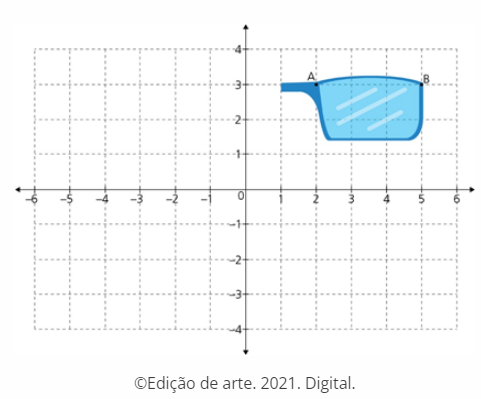 4
A
B
3
2
1
–6 –5 –4 –3 –2 –1 0 1 2 3 4 5 6
–1
–2
–3
–4
©Edição de arte. 2021. Digital.